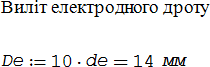 Виліт електродного дроту
De := 10 · de = 14 мм